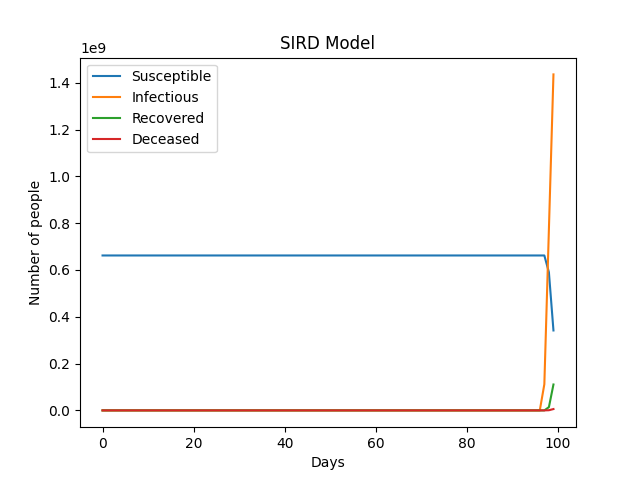 SIRD Model
1e9
Susceptible
Infectious
Recovered
Deceased
1.4
1.2
1.0
0.8
0.6
0.4
0.2
0.0
Number of people
0 20 40 60 80 100
Days